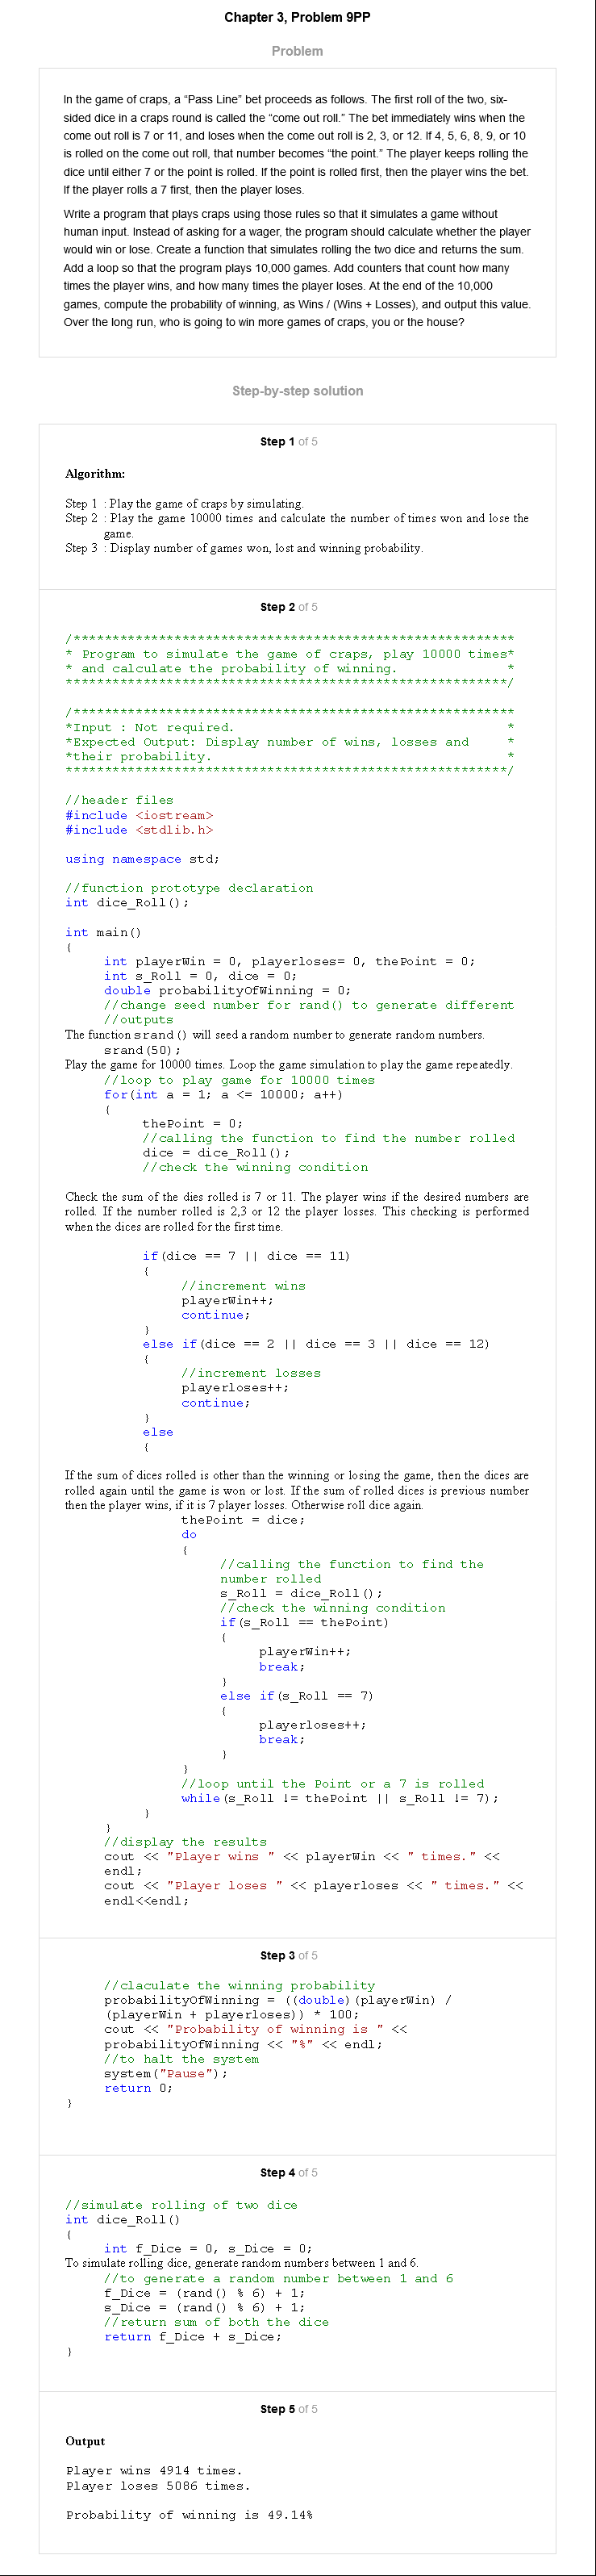 Chapter 3, Problem 9PP
Problem
In the game of craps, a “Pass Line” bet proceeds as follows. The first roll of the two, six-
sided dice in a craps round is called the “come out roll.” The bet immediately wins when the
come out roll is 7 or 11, and loses when the come out roll is 2, 3, or 12. If 4, 5, 6, 8, 9, or 10
is rolled on the come out roll, that number becomes “the point.” The player keeps rolling the
dice until either 7 or the point is rolled. If the point is rolled first, then the player wins the bet.
If the player rolls a 7 first, then the player loses.
Write a program that plays craps using those rules so that it simulates a game without
human input. Instead of asking for a wager, the program should calculate whether the player
would win or lose. Create a function that simulates rolling the two dice and returns the sum.
Add a loop so that the program plays 10,000 games. Add counters that count how many
times the player wins, and how many times the player loses. At the end of the 10,000
games, compute the probability of winning, as Wins / (Wins + Losses), and output this value.
Over the long run, who is going to win more games of craps, you or the house?
Step-by-step solution
Step 1 of 5
Algorithm:
Step 1 : Play the game of craps by simulating.
Step 2 : Play the game 10000 times and calculate the number of times won and lose the
game.
Step 3 : Display number of games won, lost and winning probability.
Step 2 of 5
/*********************************************************
* Program to simulate the game of craps, play 10000 times*
* and calculate the probability of winning. *
*********************************************************/
/*********************************************************
*Input : Not required. *
*Expected Output: Display number of wins, losses and *
*their probability. *
*********************************************************/
//header files
#include <iostream>
#include <stdlib.h>
using namespace std;
//function prototype declaration
int dice_Roll();
int main()
{
int playerWin = 0, playerloses= 0, thePoint = 0;
int s_Roll = 0, dice = 0;
double probabilityOfWinning = 0;
//change seed number for rand() to generate different
//outputs
The function srand () will seed a random number to generate random numbers.
srand(50);
Play the game for 10000 times. Loop the game simulation to play the game repeatedly.
//loop to play game for 10000 times
for(int a = 1; a <= 10000; a++)
{
thePoint = 0;
//calling the function to find the number rolled
dice = dice_Roll();
//check the winning condition
Check the sum of the dies rolled is 7 or 11. The player wins if the desired numbers are
rolled. If the number rolled is 2,3 or 12 the player losses. This checking is performed
when the dices are rolled for the first time.
if(dice == 7 || dice == 11)
{
//increment wins
playerWin++;
continue;
}
else if(dice == 2 || dice == 3 || dice == 12)
{
//increment losses
playerloses++;
continue;
}
else
{
If the sum of dices rolled is other than the winning or losing the game, then the dices are
rolled again until the game is won or lost. If the sum of rolled dices is previous number
then the player wins, if it is 7 player losses. Otherwise roll dice again.
thePoint = dice;
do
{
//calling the function to find the
number rolled
s_Roll = dice_Roll();
//check the winning condition
if(s_Roll == thePoint)
{
playerWin++;
break;
}
else if(s_Roll == 7)
{
playerloses++;
break;
}
}
//loop until the Point or a 7 is rolled
while(s_Roll != thePoint || s_Roll != 7);
}
}
//display the results
cout << "Player wins " << playerWin << " times." <<
endl;
cout << "Player loses " << playerloses << " times." <<
endl<<endl;
Step 3 of 5
//claculate the winning probability
probabilityOfWinning = ((double)(playerWin) /
(playerWin + playerloses)) * 100;
cout << "Probability of winning is " <<
probabilityOfWinning << "%" << endl;
//to halt the system
system("Pause");
return 0;
}
Step 4 of 5
//simulate rolling of two dice
int dice_Roll()
{
int f_Dice = 0, s_Dice = 0;
To simulate rolling dice, generate random numbers between 1 and 6.
//to generate a random number between 1 and 6
f_Dice = (rand() % 6) + 1;
s_Dice = (rand() % 6) + 1;
//return sum of both the dice
return f_Dice + s_Dice;
}
Step 5 of 5
Output
Player wins 4914 times.
Player loses 5086 times.
Probability of winning is 49.14%